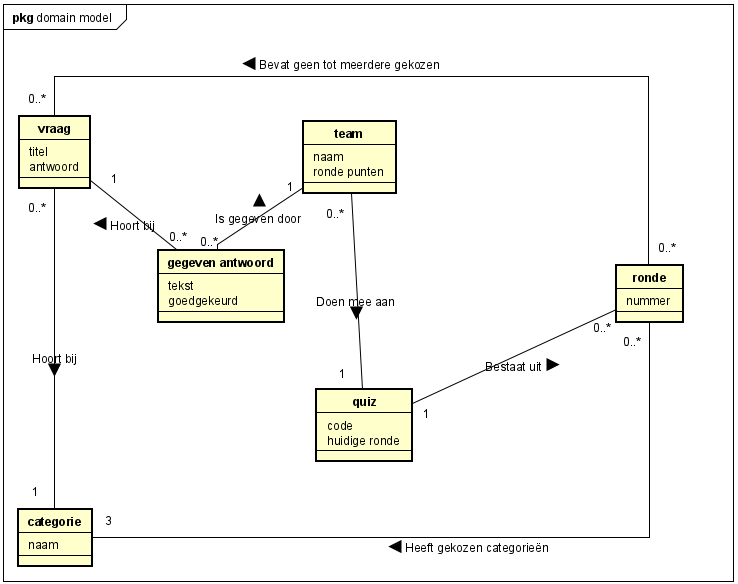 pkg domain model
Bevat geen tot meerdere gekozen
0..*
vraag
titel
antwoord
0..*
1
Hoort bij
0..*
team
naam
ronde punten
1
0..*
Is gegeven door
0..*
gegeven antwoord
tekst
goedgekeurd
0..*
ronde
nummer
0..*
0..*
Doen mee aan
Hoort bij
1
Bestaat uit
quiz
code
huidige ronde
1
1
categorie
naam
3
Heeft gekozen categorieën